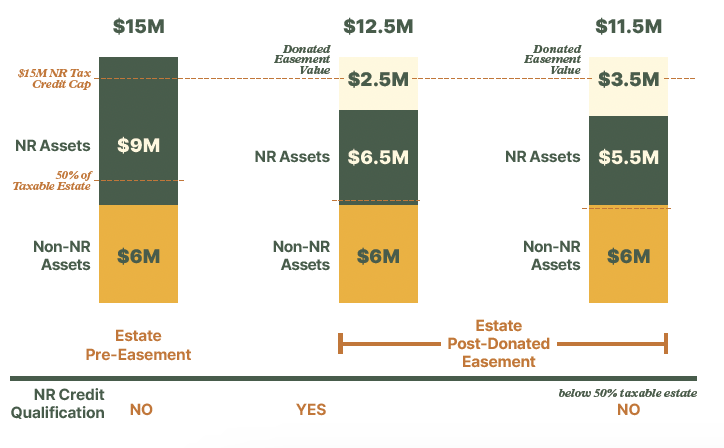 $15M
$12.5M
$11.5M
Donated
Easement
Value
Donated
Easement
Value
$15M NR Tax
Credit Cap
$2.5M
$3.5M
NR Assets
$9M
NR Assets
$6.5M
NR Assets
$5.5M
50% of
Taxable Estate
Non-NR
Assets
$6M
Non-NR
Assets
$6M
Non-NR
Assets
$6M
Estate
Pre-Easement
Estate
Post-Donated
Easement
below 50% taxable estate
NR Credit
Qualification
NO
YES
NO